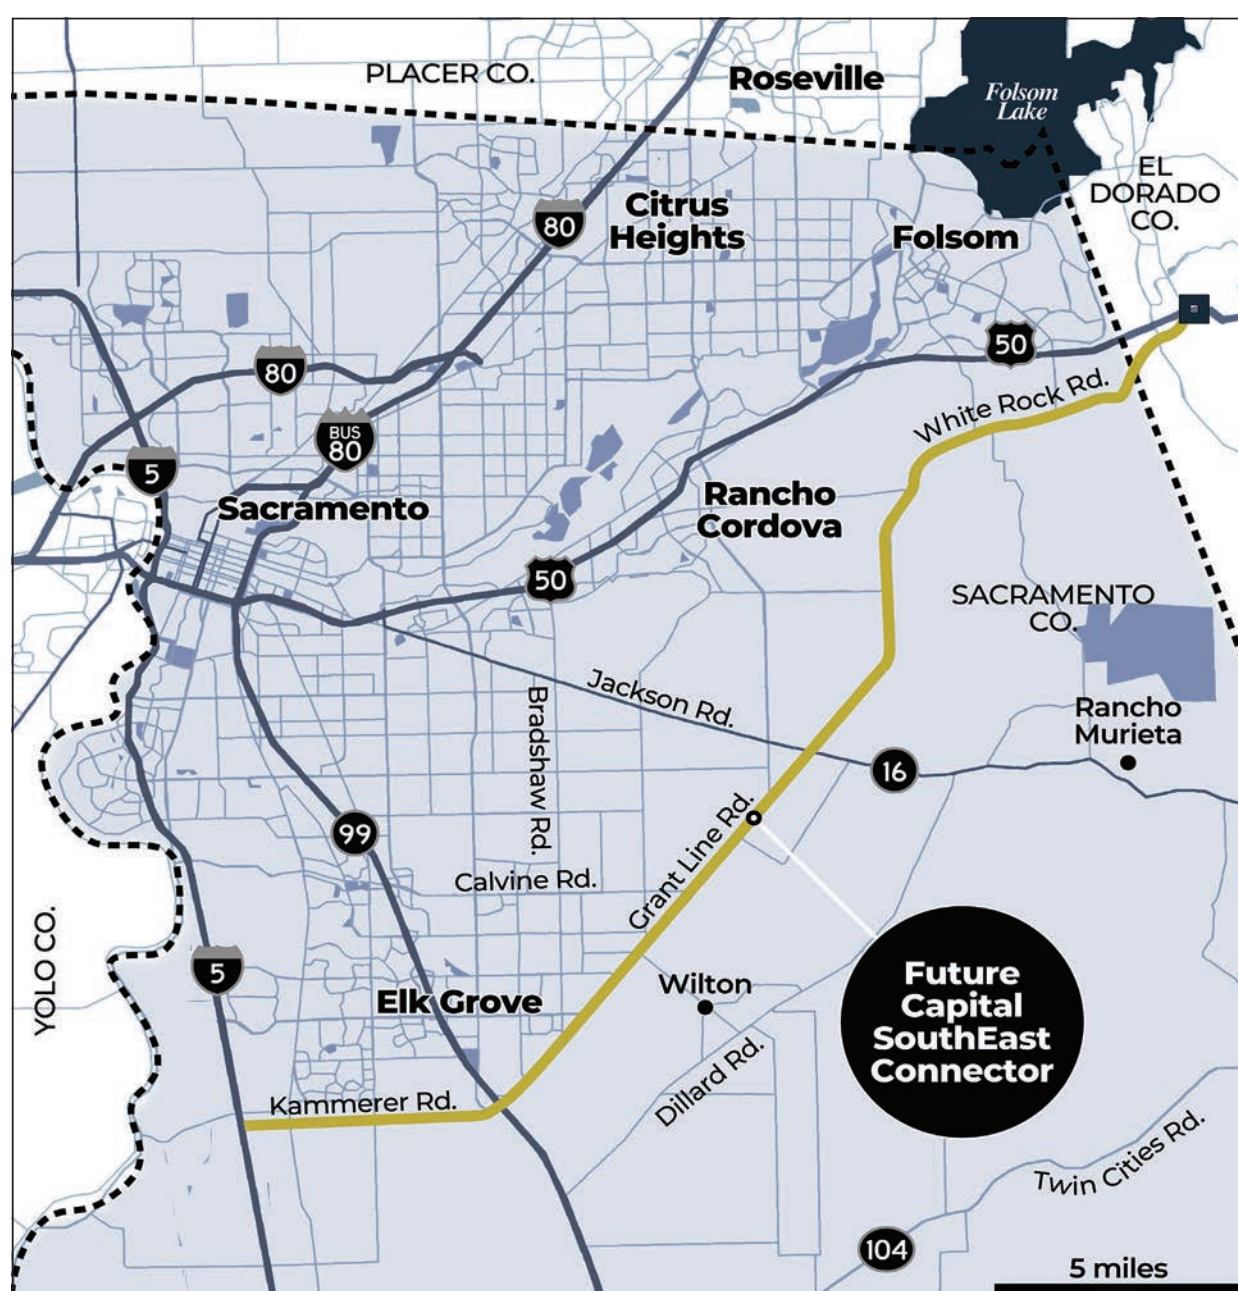 PLACER CO.
Roseville
Folsom
Lake
EL
DORADO
CO.
Citrus
Heights
80
Folsom
50
80
White Rock Rd.
BUS
80
5
Sacramento
Rancho
Cordova
50
SACRAMENTO
CO.
Jackson Rd.
Bradshaw Rd.
Rancho
Murieta
16
99
Grant Line Rd.
Calvine Rd.
YOLO CO.
5
Elk Grove
Wilton
Future
Capital
SouthEast
Connector
Dillard Rd.
Kammerer Rd.
Twin Cities Rd.
104
5 miles